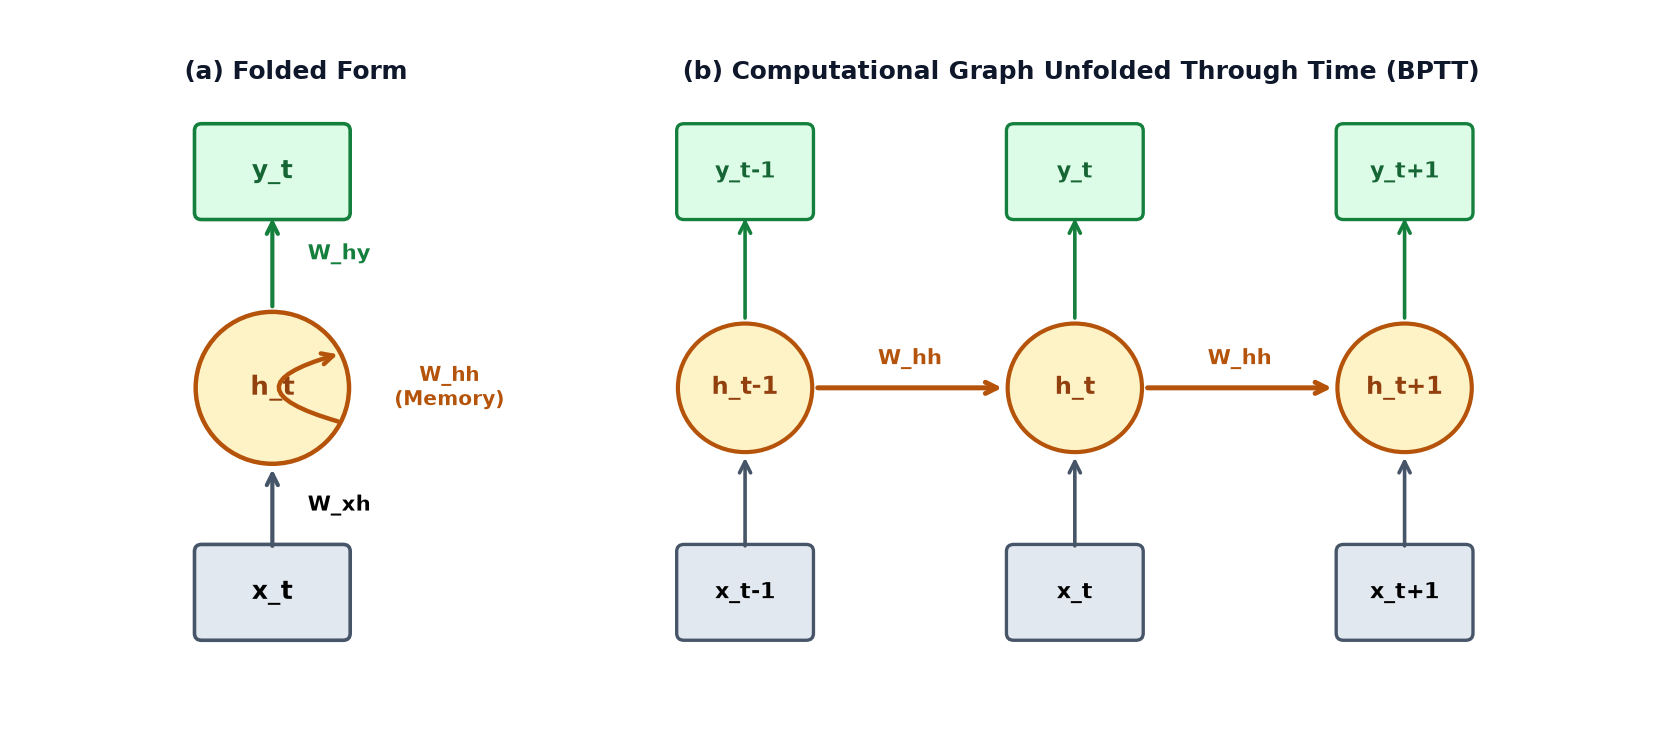 (a) Folded Form
y_t
W_hy
h_t
W_hh
(Memory)
W_xh
x_t
(b) Computational Graph Unfolded Through Time (BPTT)
y_t-1
y_t
y_t+1
h_t-1
W_hh
h_t
W_hh
h_t+1
x_t-1
x_t
x_t+1